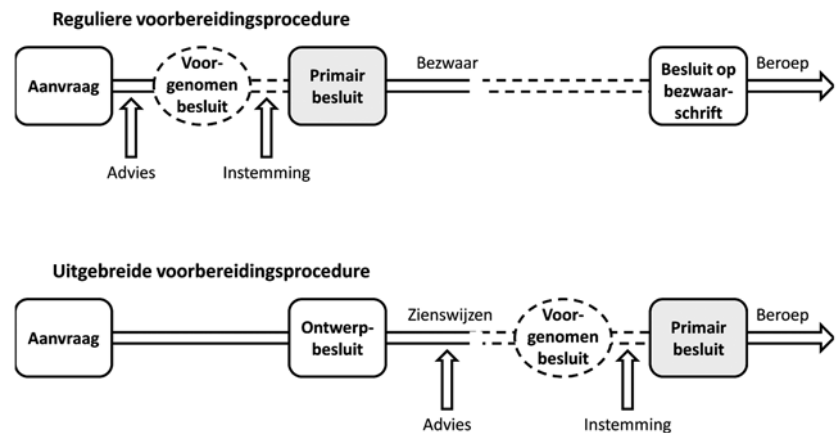 Reguliere voorbereidingsprocedure
Aanvraag
Voor-
genomen
besluit
Primair
besluit
Bezwaar
Besluit op
bezwaar-
schrift
Beroep
Advies
Instemming
Uitgebreide voorbereidingsprocedure
Aanvraag
Ontwerp-
besluit
Zienswijzen
Voor-
genomen
besluit
Primair
besluit
Beroep
Advies
Instemming